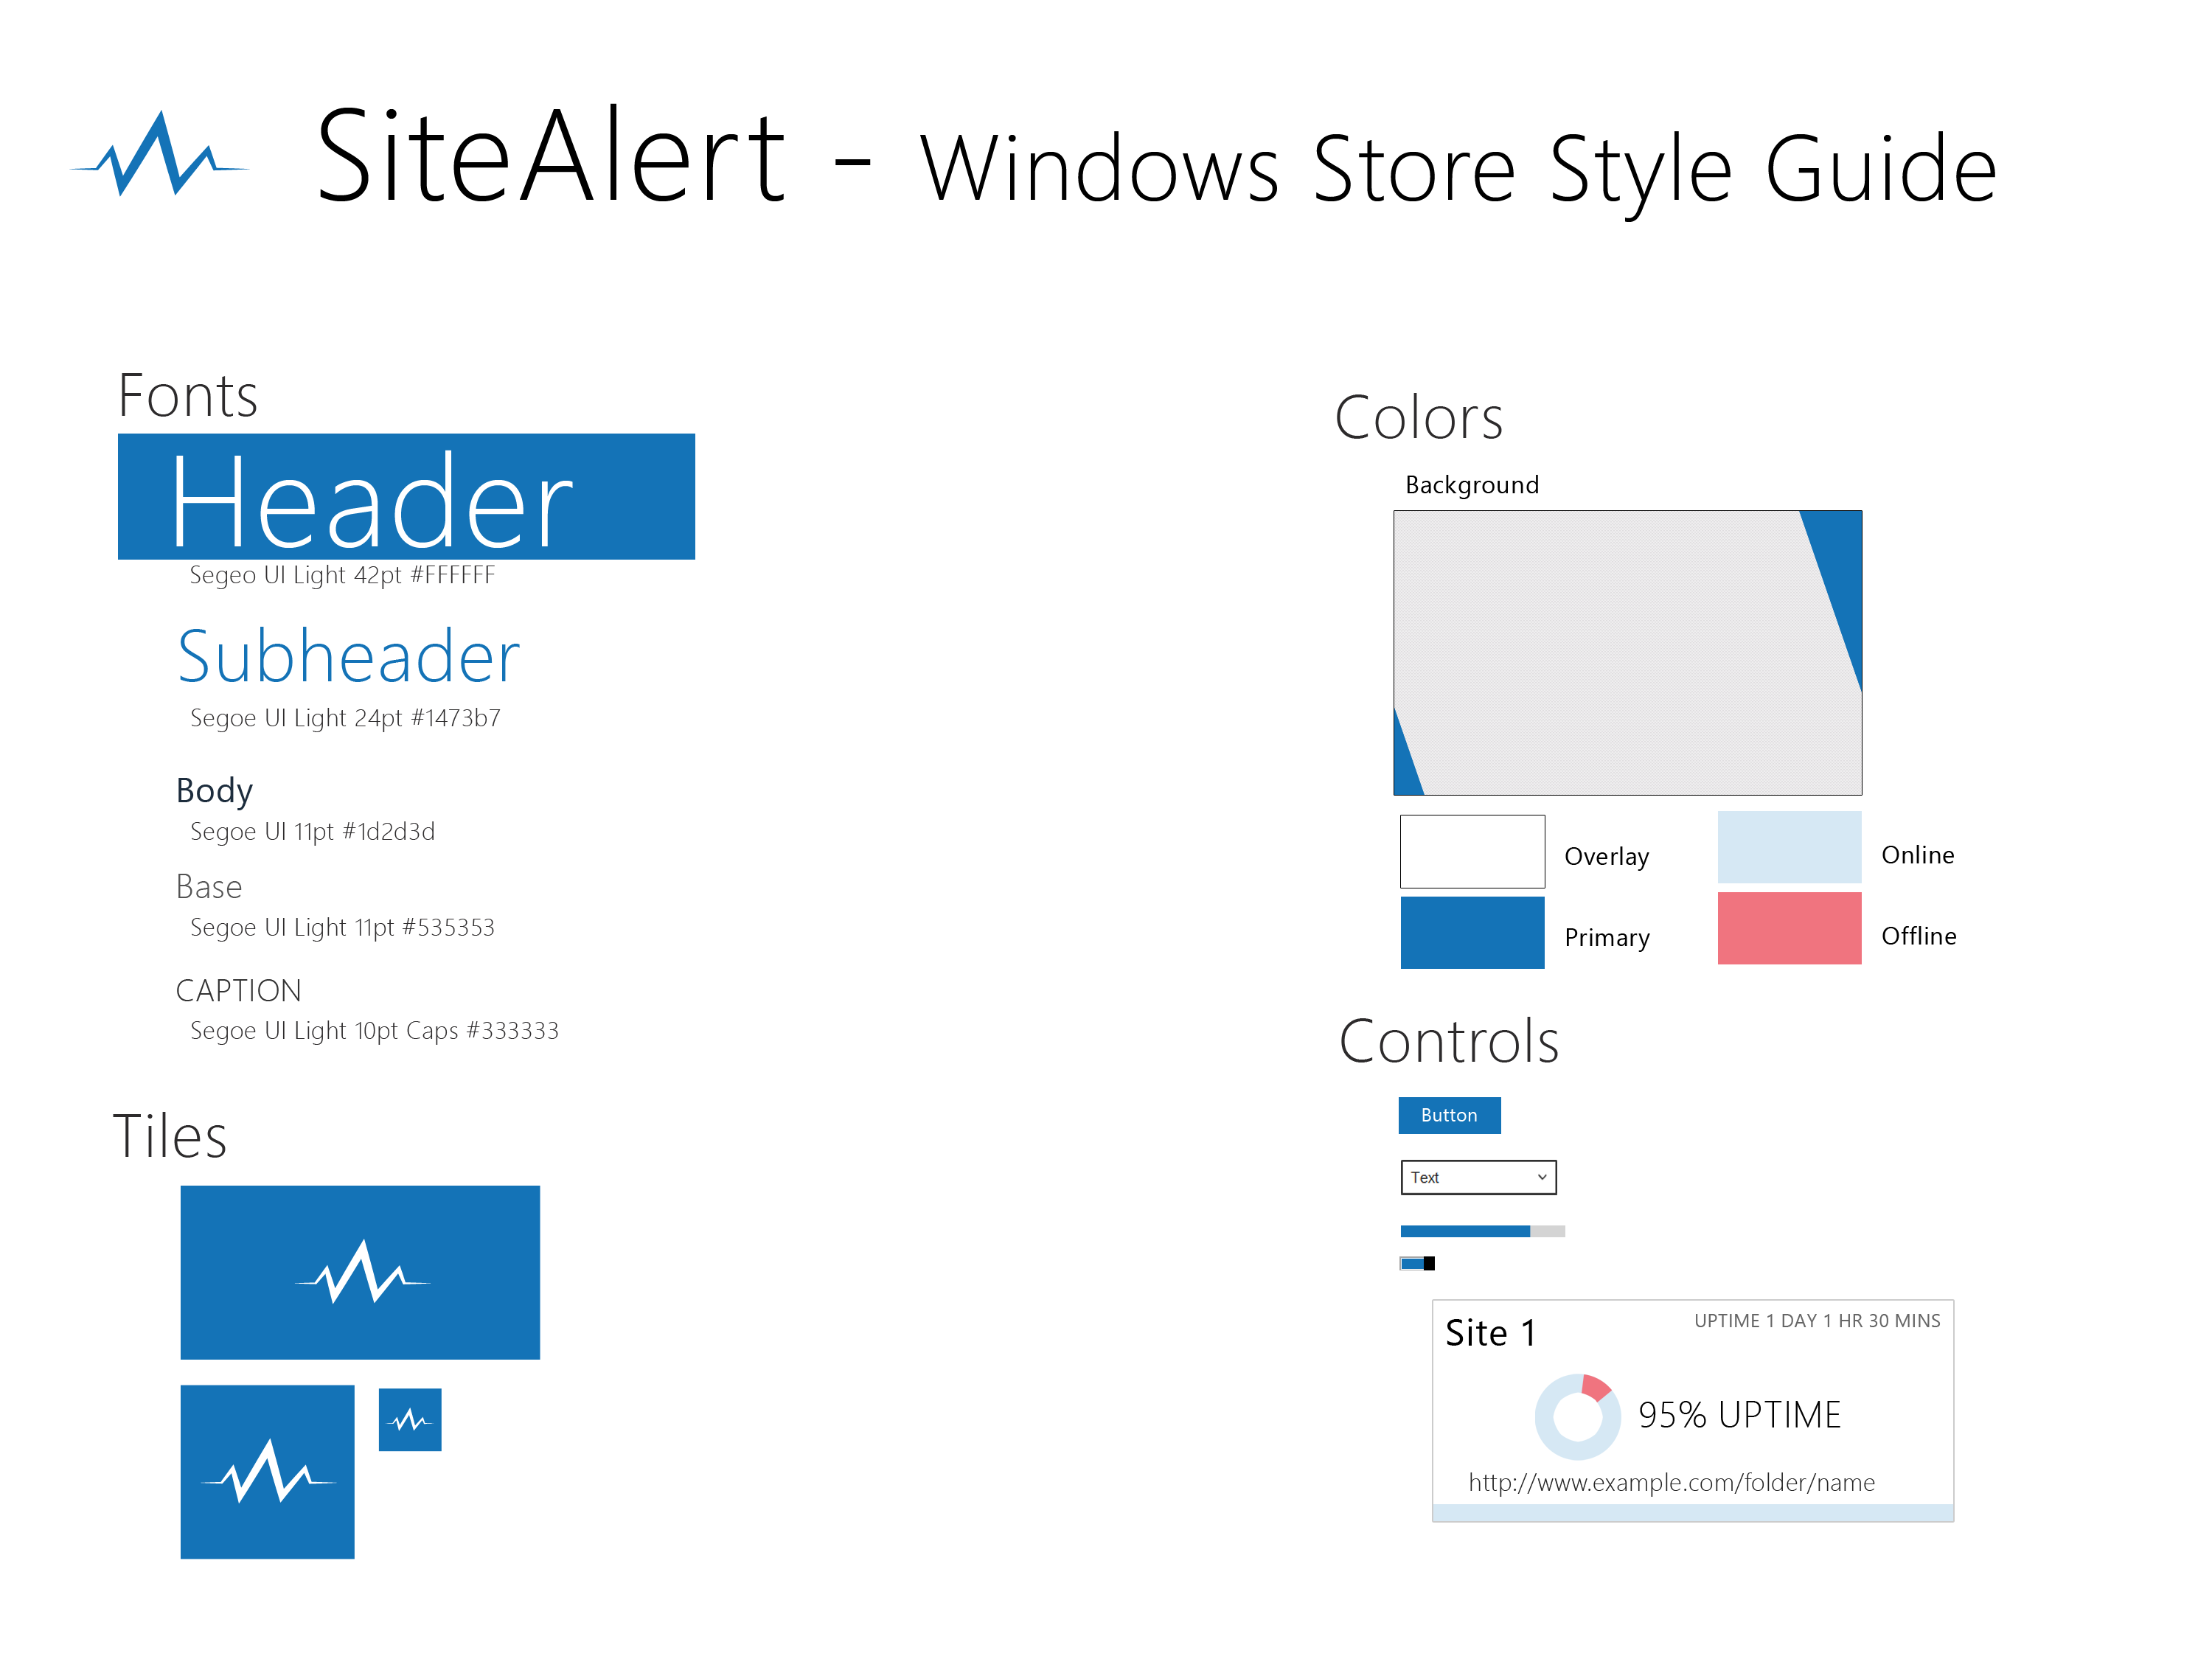 SiteAlert - Windows Store Style Guide
Fonts
Header
Segeo UI Light 42pt #FFFFFF
Subheader
Segoe UI Light 24pt #1473b7
Body
Segoe UI 11pt #1d2d3d
Base
Segoe UI Light 11pt #535353
CAPTION
Segoe UI Light 10pt Caps #333333
Tiles
Colors
Background
Overlay
Online
Primary
Offline
Controls
Button
Text
Site 1
UPTIME 1 DAY 1 HR 30 MINS
95% UPTIME
http://www.example.com/folder/name